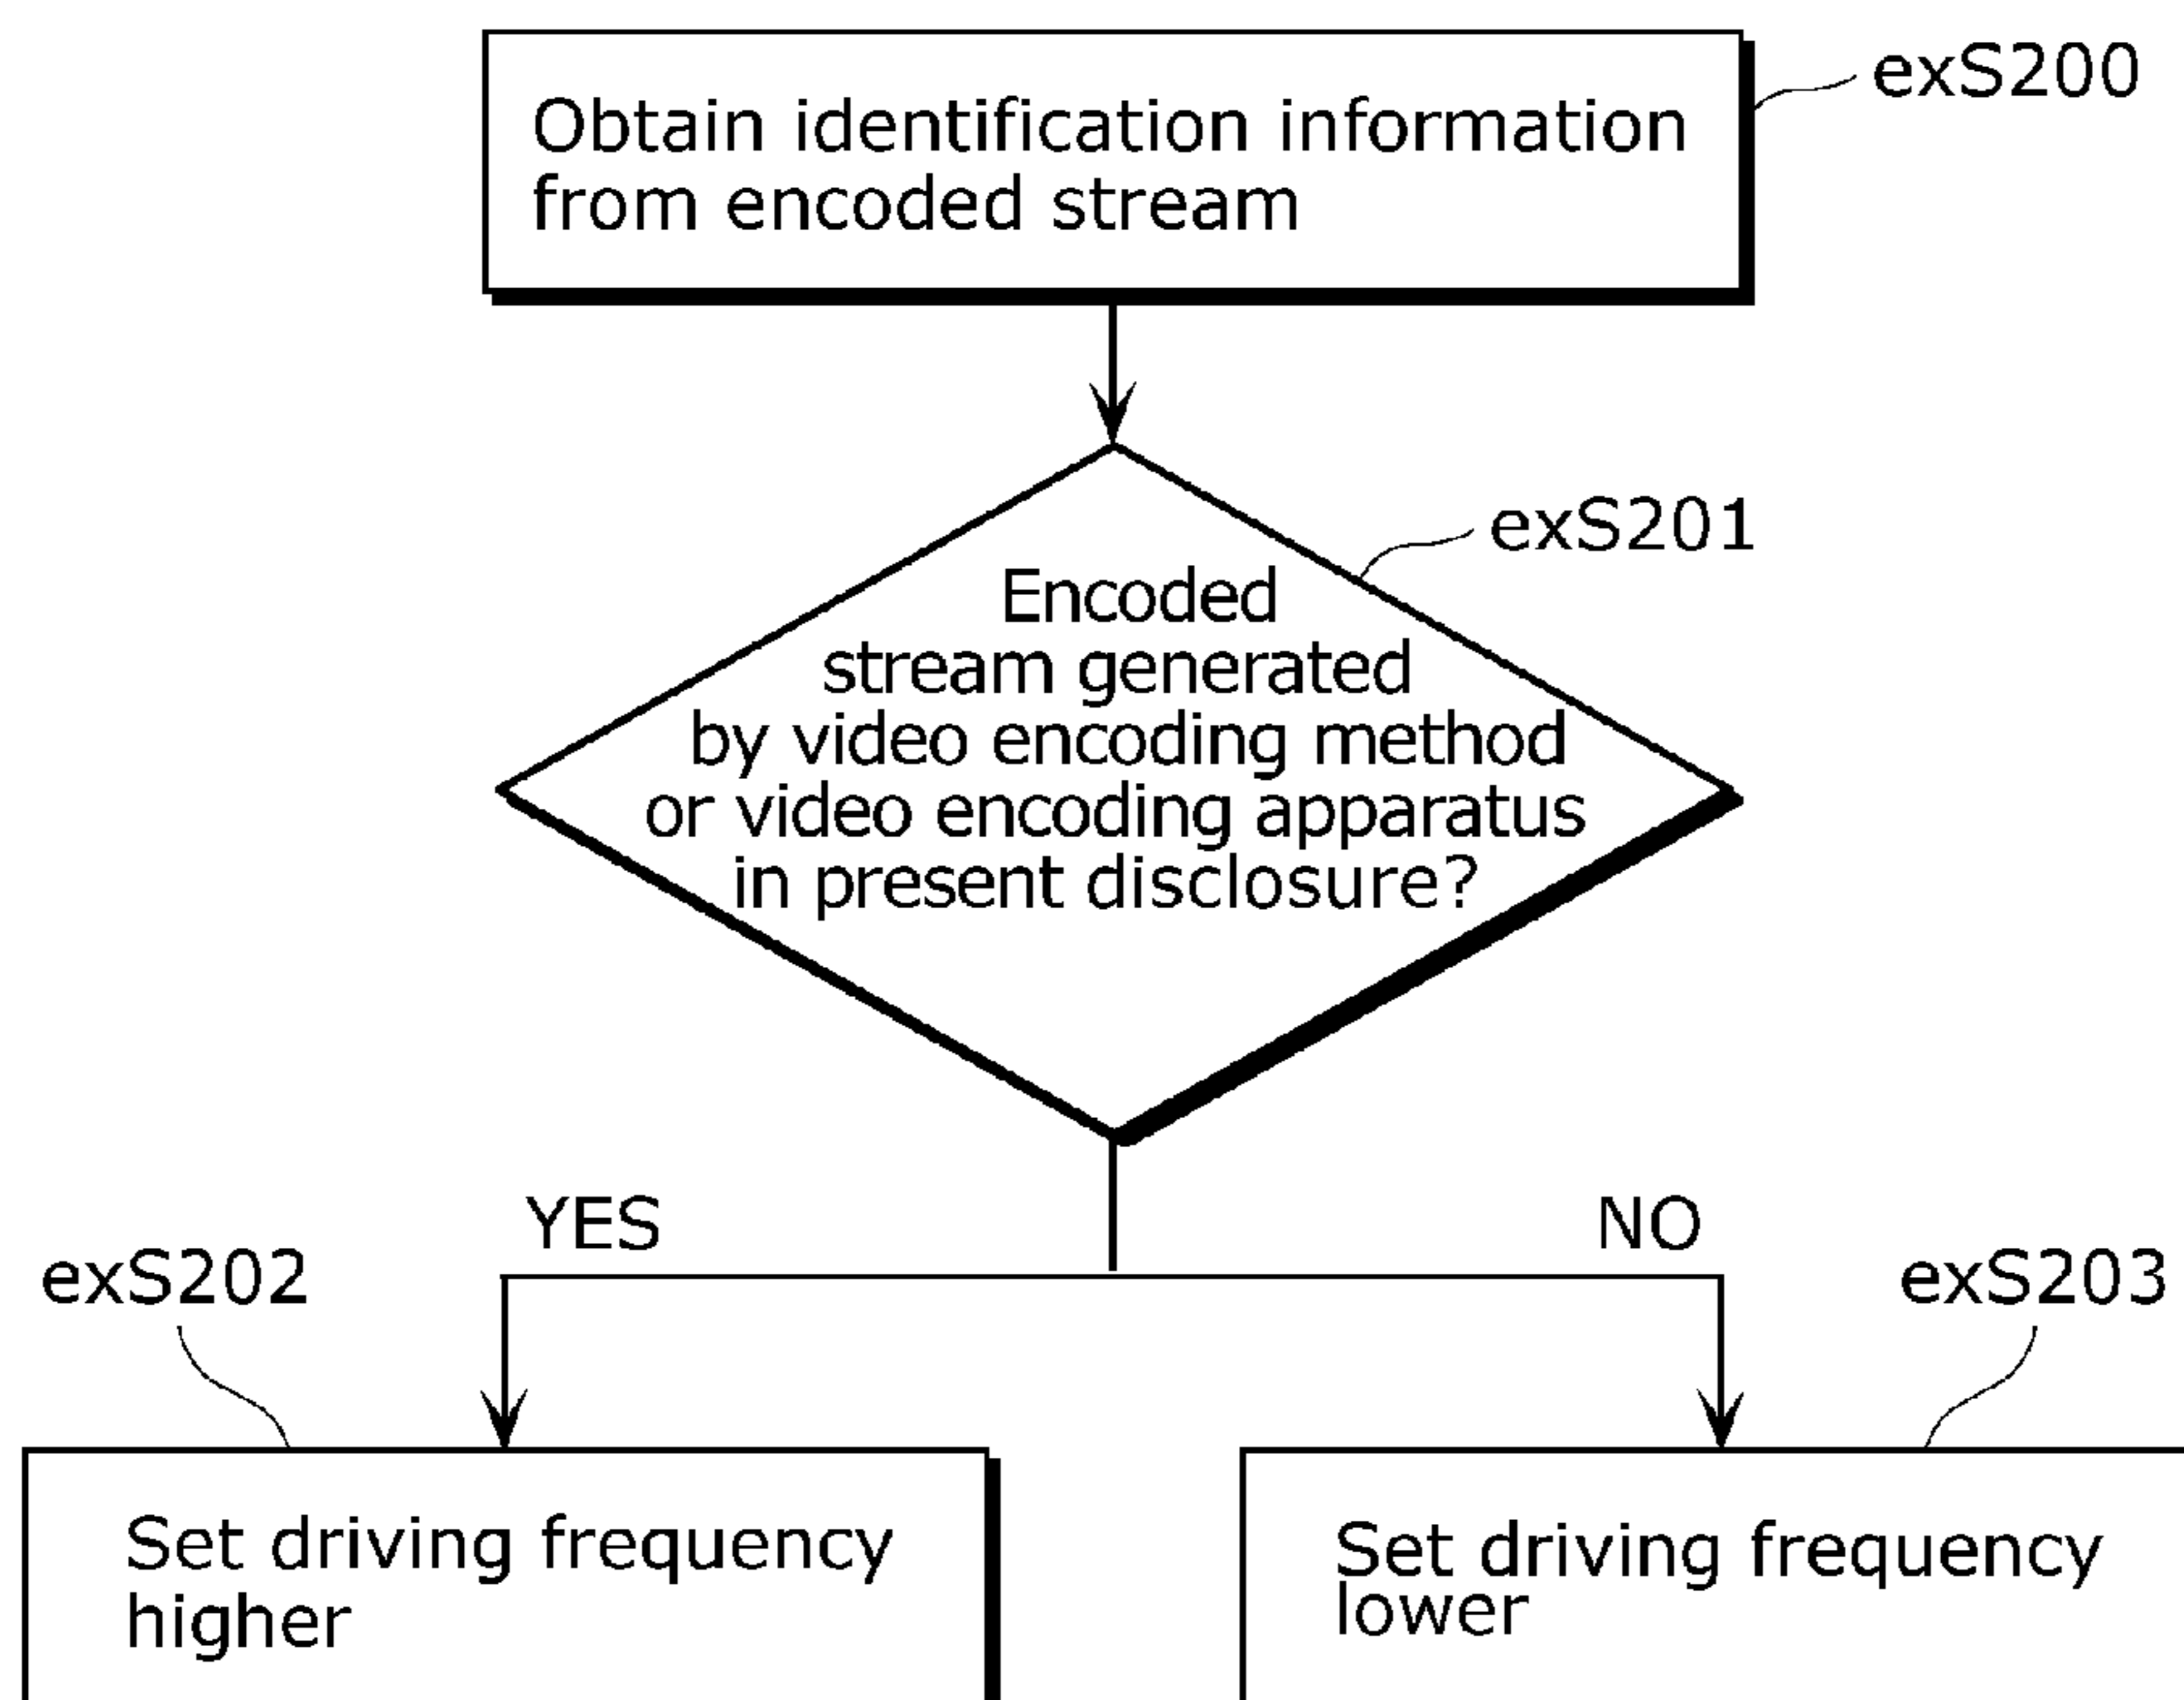 exS200
Obtain identification information
from encoded stream
exS201
Encoded
stream generated
by video encoding method
or video encoding apparatus
in present disclosure?
YES
NO
exS202
exS203
Set driving frequency
higher
Set driving frequency
lower